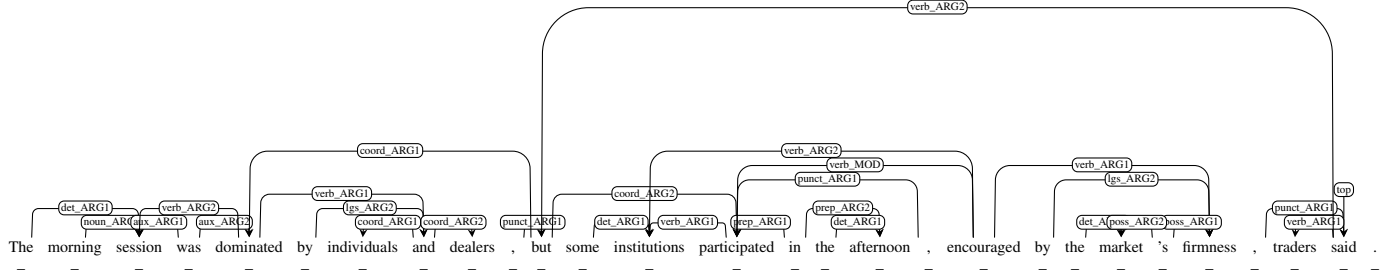 verb_ARG2
coord_ARG1 verb_ARG2
verb_MOD verb_ARG1
punct_ARG1 lgs_ARG2
verb_ARG1 coord_ARG2 top
det_ARG1 verb_ARG2 lgs_ARG2 prep_ARG2 punct_ARG1
aux_ARG1 aux_ARG2 coord_ARG1 coord_ARG2 punct_ARG1 det_ARG1 verb_ARG1 prep_ARG1 det_ARG1 poss_ARG2 poss_ARG1 verb_ARG1
The morning session was dominated by individuals and dealers , but some institutions participated in the afternoon , encouraged by the market 's firmness , traders said .
_ _ _ _ _ _ _ _ _ _ _ _ _ _ _ _ _ _ _ _ _ _ _ _ _ _ _ _